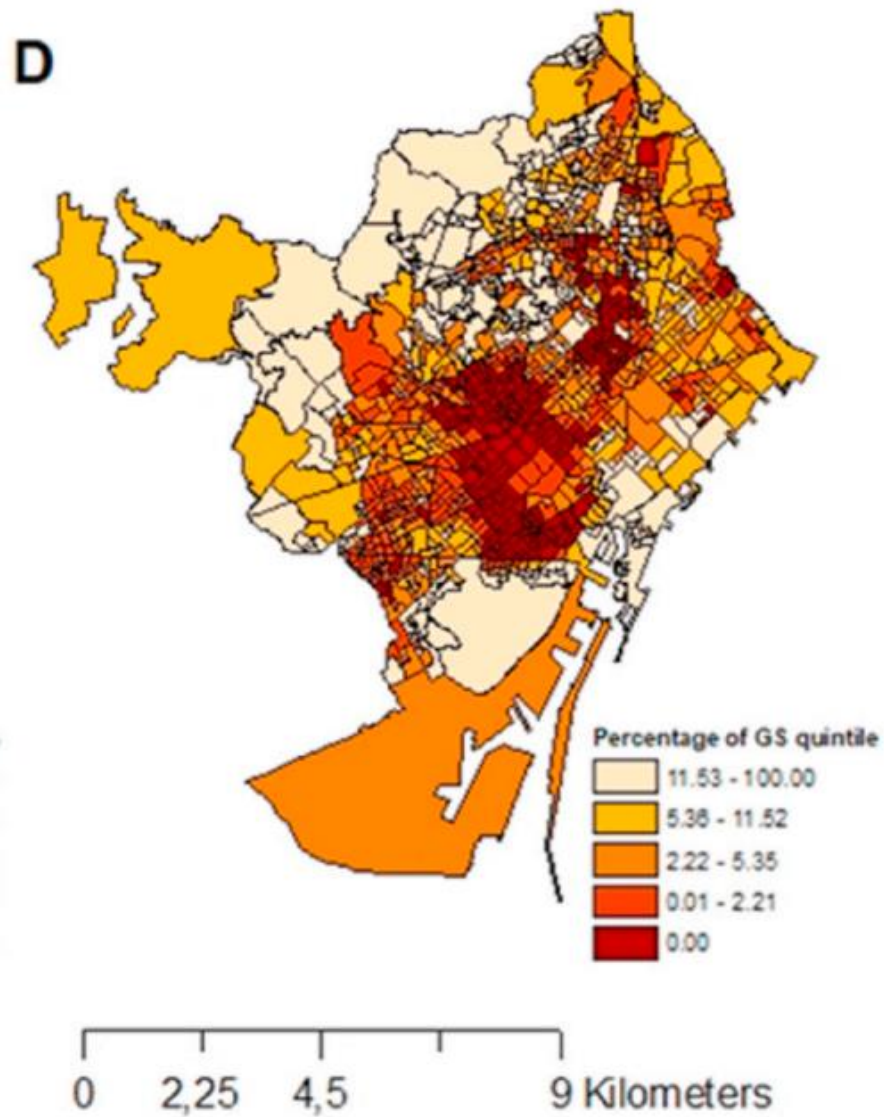 D
Percentage of GS quintile
11.53 - 100.00
5.36 - 11.52
2.22 - 5.35
0.01 - 2.21
0.00
0 2,25 4,5 9 Kilometers